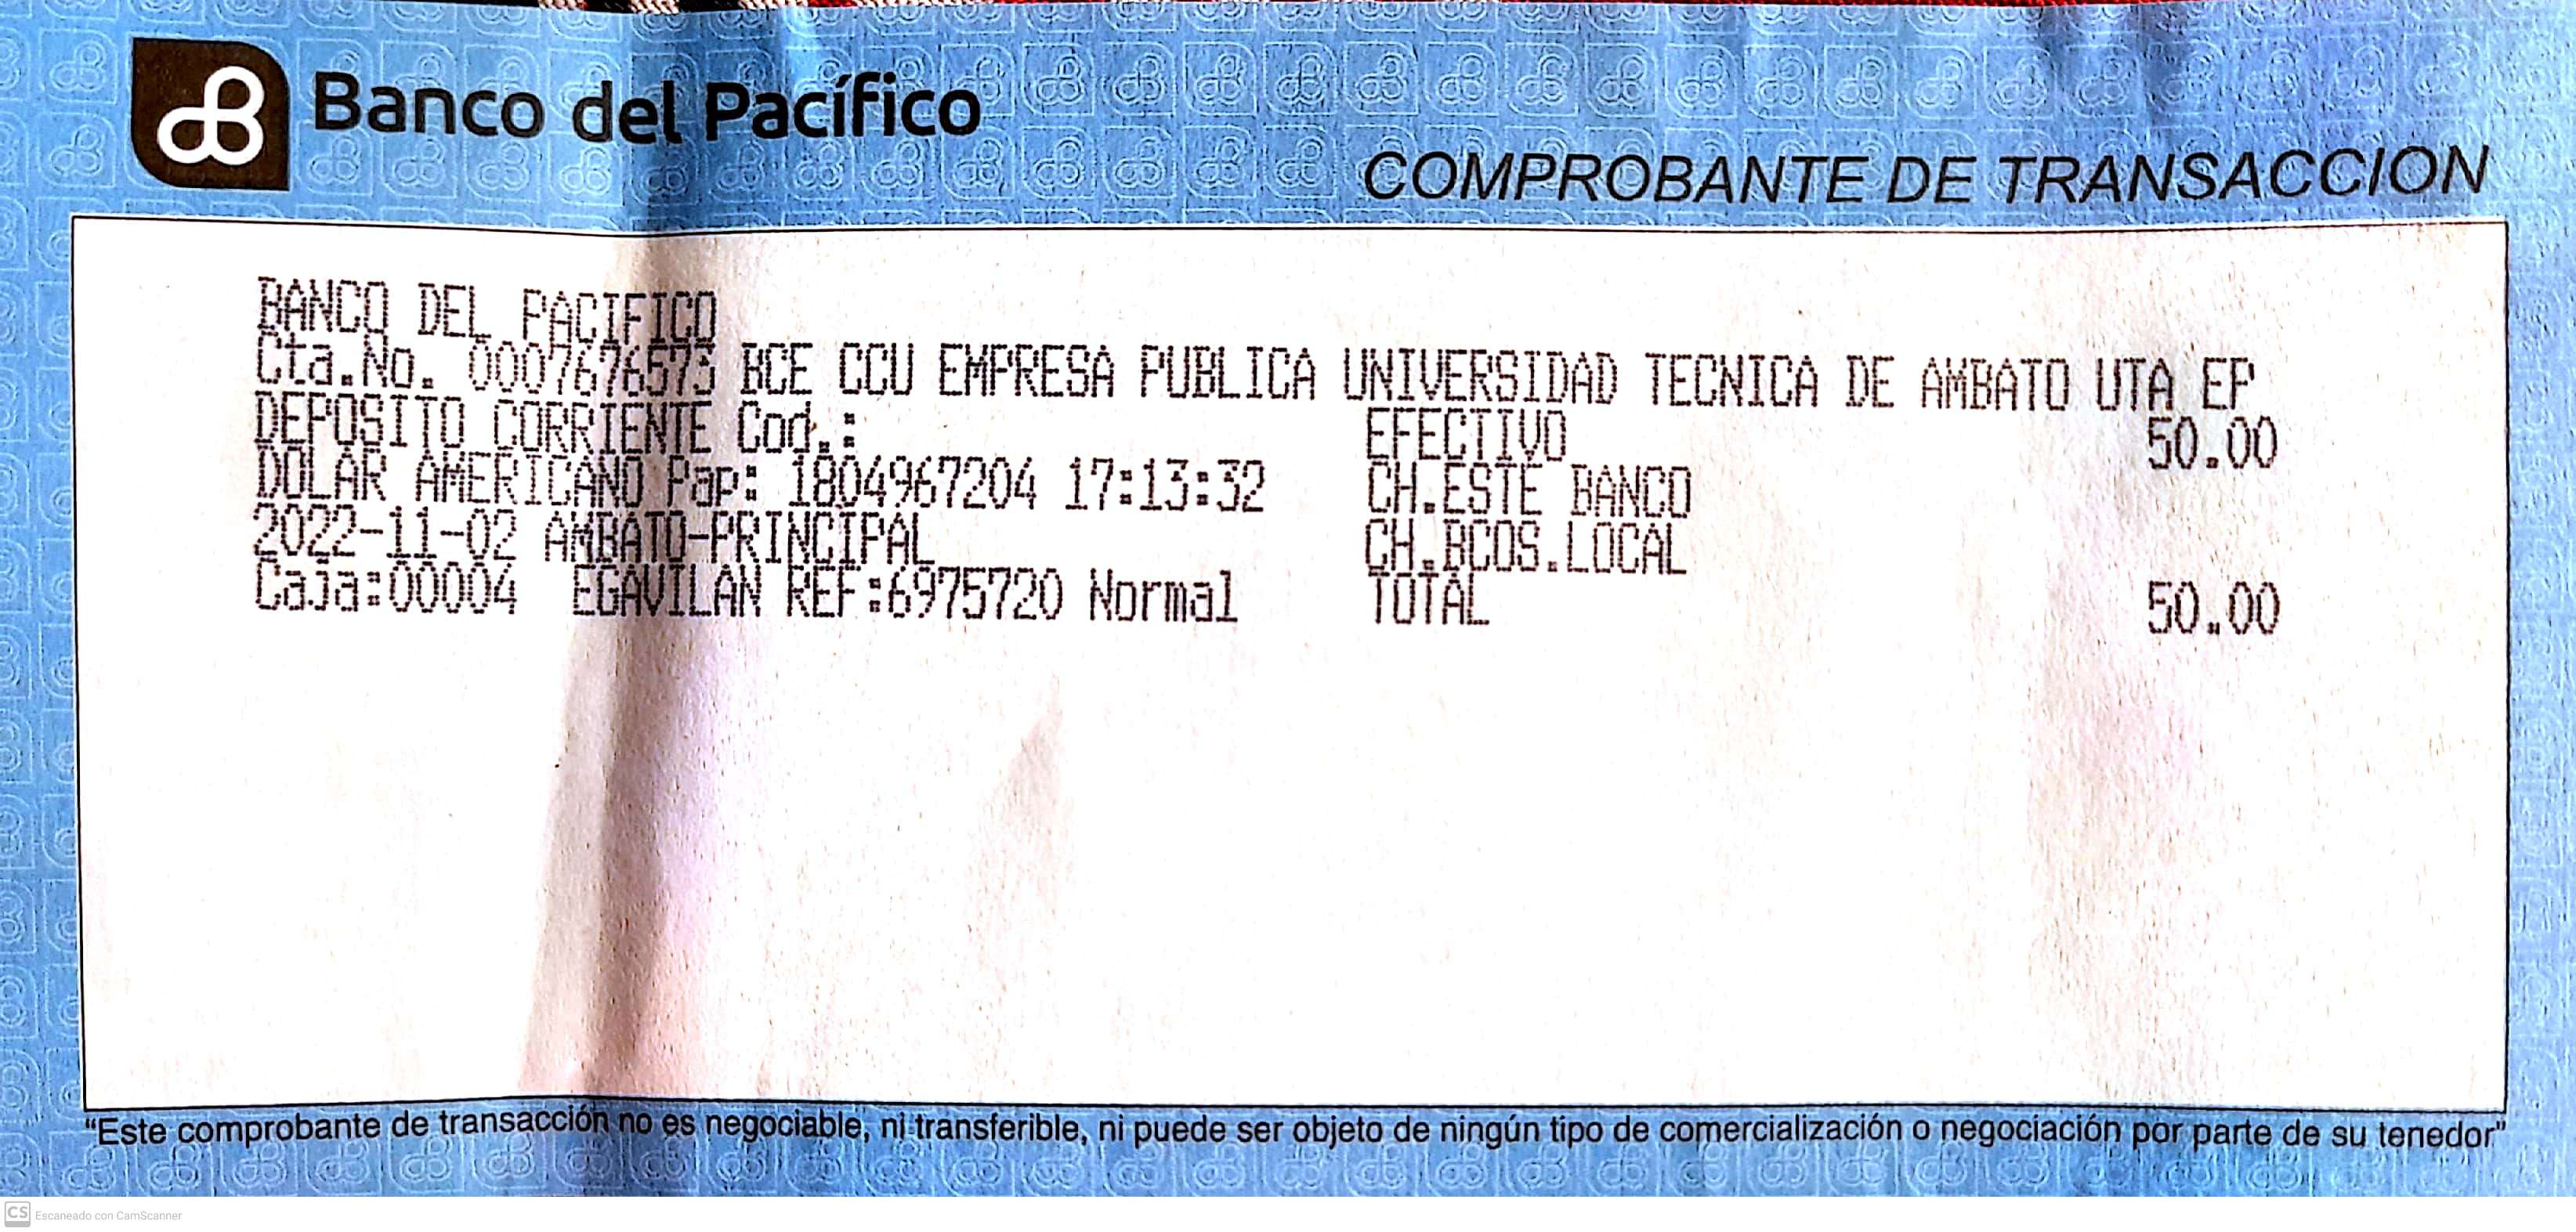 Banco del Pacífico
COMPROBANTE DE TRANSACCION
BANCO DEL PACIFICO
Cta.No. 0007676573 BCE CCU EMPRESA PUBLICA UNIVERSIDAD TECNICA DE AMBATO UTA EP
DEPOSITO CORRIENTE Cod.: EFECTIVO 50.00
DOLAR AMERICANO Pap: 1804967204 17:13:32 CH.ESTE BANCO
2022-11-02 AMBATO-PRINCIPAL CH.BCOS.LOCAL
Caja:00004 EGAVILAN REF:6975720 Normal TOTAL 50.00
"Este comprobante de transacción no es negociable, ni transferible, ni puede ser objeto de ningún tipo de comercialización o negociación por parte de su tenedor"
CS Escaneado con CamScanner